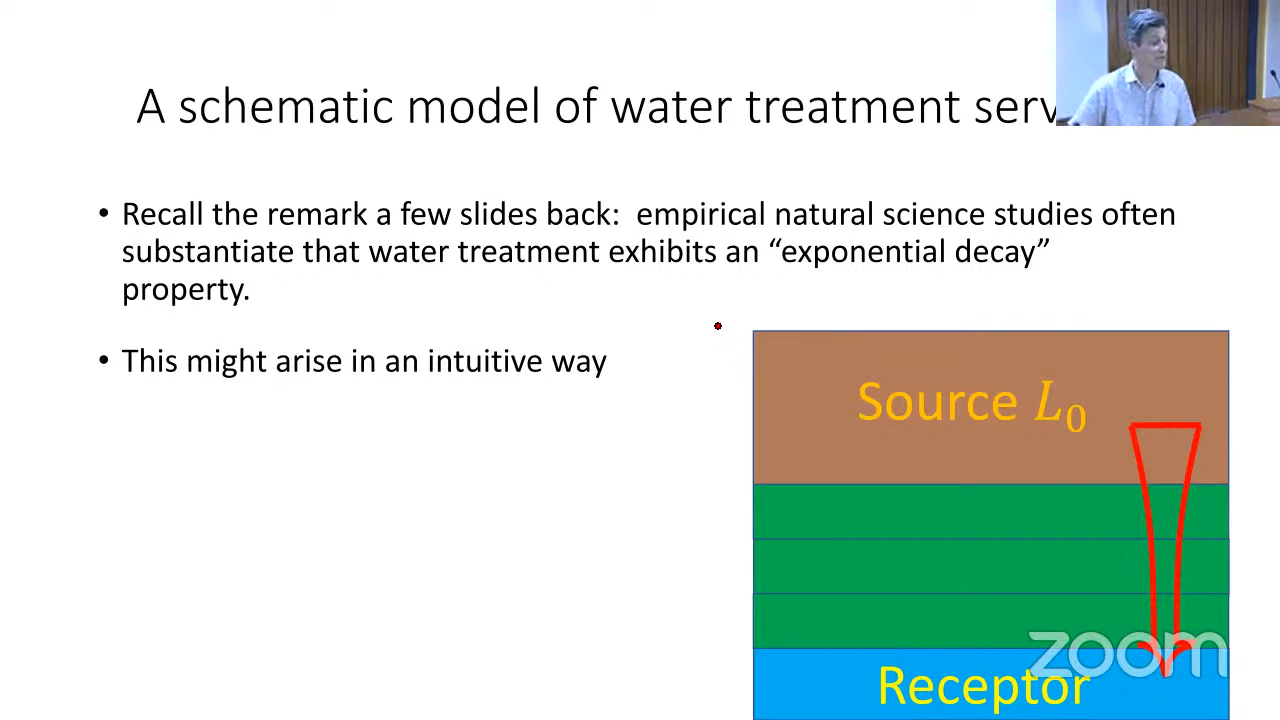 A schematic model of water treatment serv
• Recall the remark a few slides back: empirical natural science studies often
substantiate that water treatment exhibits an “exponential decay”
property.
• This might arise in an intuitive way
Source L₀
zoom
Receptor